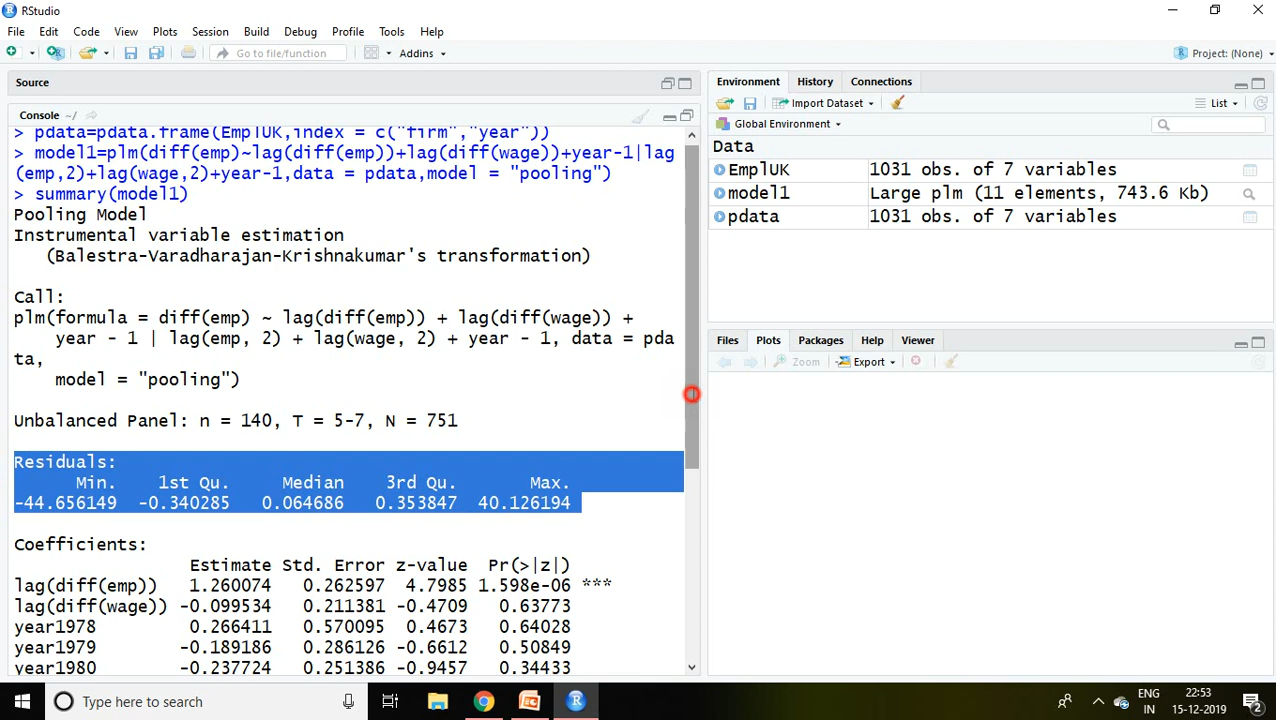 RStudio
File Edit Code View Plots Session Build Debug Profile Tools Help
Go to file/function Addins Project: (None)
Source
Console ~/
> pdata=pdata.frame(EmplUK,index = c("firm","year"))
> model1=plm(diff(emp)~lag(diff(emp))+lag(diff(wage))+year-1|lag
(emp,2)+lag(wage,2)+year-1,data = pdata,model = "pooling")
> summary(model1)
Pooling Model
Instrumental variable estimation
(Balestra-Varadharajan-Krishnakumar's transformation)
Call:
plm(formula = diff(emp) ~ lag(diff(emp)) + lag(diff(wage)) +
year - 1 | lag(emp, 2) + lag(wage, 2) + year - 1, data = pda
ta,
model = "pooling")
Unbalanced Panel: n = 140, T = 5-7, N = 751
Residuals:
Min. 1st Qu. Median 3rd Qu. Max.
-44.656149 -0.340285 0.064686 0.353847 40.126194
Coefficients:
Estimate Std. Error z-value Pr(>|z|)
lag(diff(emp)) 1.260074 0.262597 4.7985 1.598e-06 ***
lag(diff(wage)) -0.099534 0.211381 -0.4709 0.63773
year1978 0.266411 0.570095 0.4673 0.64028
year1979 -0.189186 0.286126 -0.6612 0.50849
year1980 -0.237724 0.251386 -0.9457 0.34433
Environment History Connections
Import Dataset List
Global Environment
Data
EmplUK 1031 obs. of 7 variables
model1 Large plm (11 elements, 743.6 Kb)
pdata 1031 obs. of 7 variables
Files Plots Packages Help Viewer
Zoom Export
Type here to search
ENG 22:53
IN 15-12-2019
2